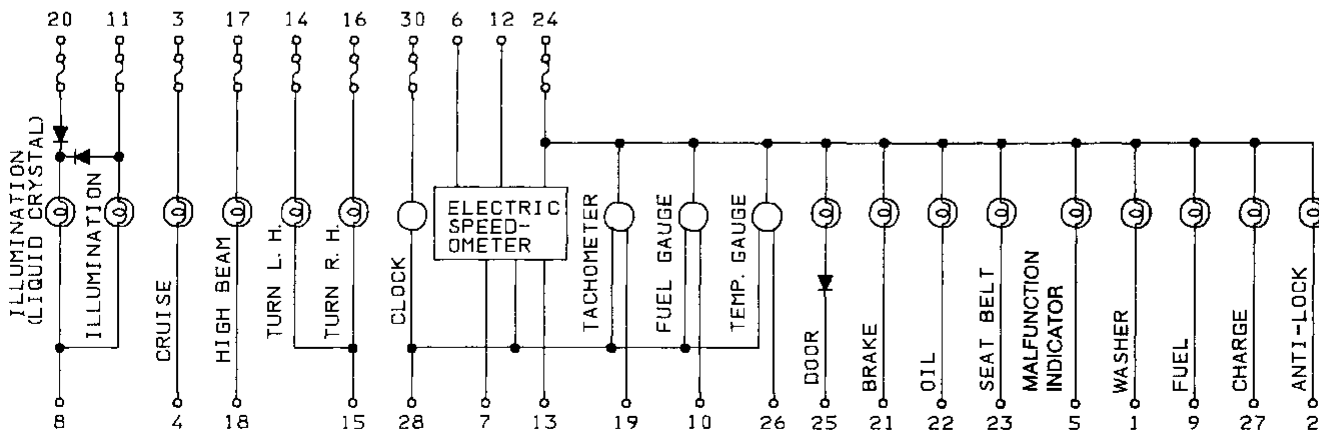 20 11 3 17 14 16 30 6 12 24
ILLUMINATION
(LIQUID CRYSTAL)
ILLUMINATION
CRUISE
HIGH BEAM
TURN L. H.
TURN R. H.
CLOCK
ELECTRIC
SPEED-
OMETER
TACHOMETER
FUEL GAUGE
TEMP. GAUGE
DOOR
BRAKE
OIL
SEAT BELT
MALFUNCTION
INDICATOR
WASHER
FUEL
CHARGE
ANTI-LOCK
8 4 18 15 28 7 13 19 10 26 25 21 22 23 5 1 9 27 2